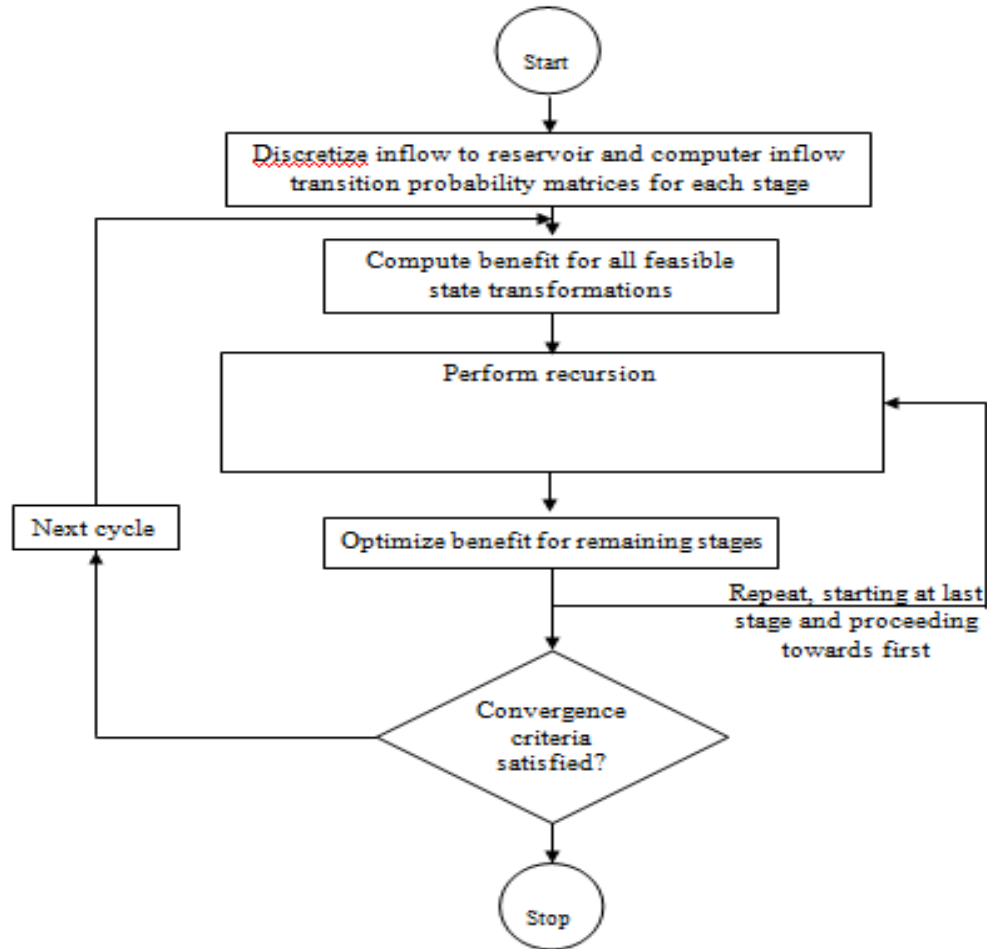 Start
Discretize inflow to reservoir and computer inflow
transition probability matrices for each stage
Compute benefit for all feasible
state transformations
Perform recursion
Next cycle
Optimize benefit for remaining stages
Repeat, starting at last
stage and proceeding
towards first
Convergence
criteria
satisfied?
Stop